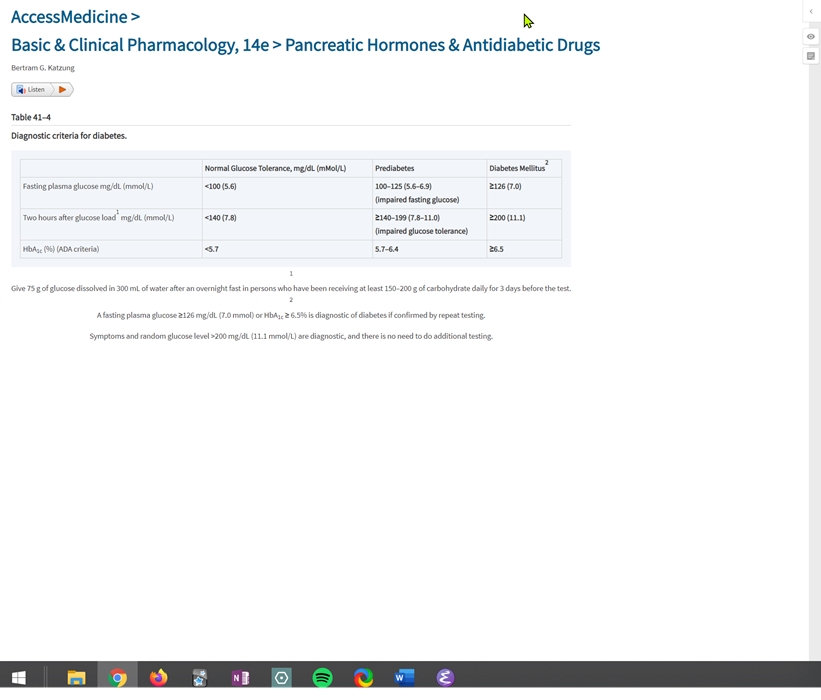 AccessMedicine >
Basic & Clinical Pharmacology, 14e > Pancreatic Hormones & Antidiabetic Drugs
Bertram G. Katzung
Listen
Table 41–4
Diagnostic criteria for diabetes.
Normal Glucose Tolerance, mg/dL (mMol/L) Prediabetes Diabetes Mellitus2
Fasting plasma glucose mg/dL (mmol/L) <100 (5.6) 100–125 (5.6–6.9) ≥126 (7.0)
(impaired fasting glucose)
Two hours after glucose load1 mg/dL (mmol/L) <140 (7.8) ≥140–199 (7.8–11.0) ≥200 (11.1)
(impaired glucose tolerance)
HbA1c (%) (ADA criteria) <5.7 5.7–6.4 ≥6.5
1
Give 75 g of glucose dissolved in 300 mL of water after an overnight fast in persons who have been receiving at least 150–200 g of carbohydrate daily for 3 days before the test.
2
A fasting plasma glucose ≥126 mg/dL (7.0 mmol) or HbA1c ≥ 6.5% is diagnostic of diabetes if confirmed by repeat testing.
Symptoms and random glucose level >200 mg/dL (11.1 mmol/L) are diagnostic, and there is no need to do additional testing.